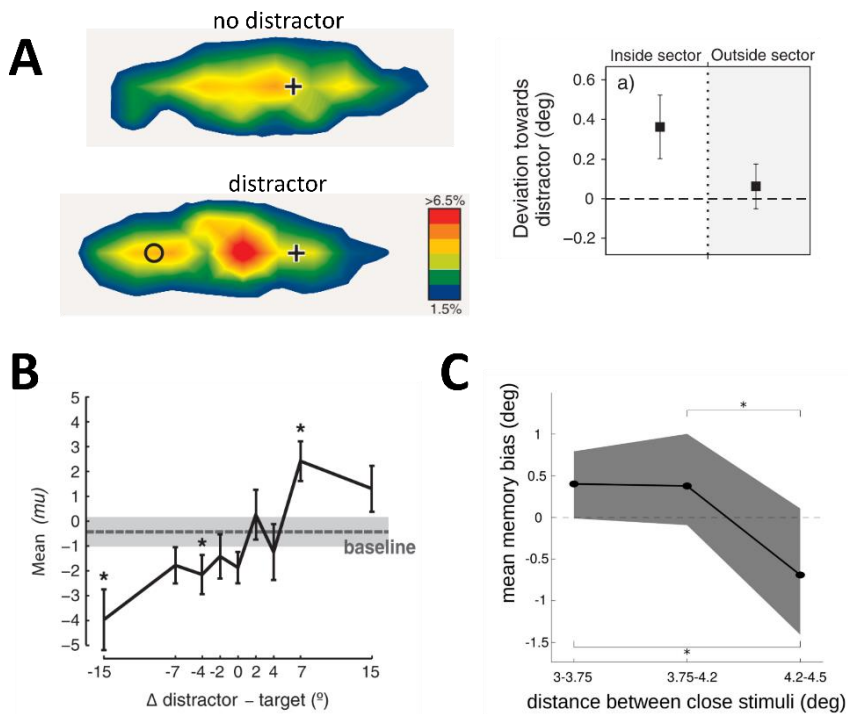 A
no distractor
+
distractor
+
>6.5%
1.5%
Inside sector
Outside sector
a)
Deviation towards
distractor (deg)
0.6
0.4
0.2
0
−0.2
B
Mean (mu)
5
4
3
2
1
0
−1
−2
−3
−4
−5
*
*
*
baseline
-15
-7
-4
-2
0
2
4
7
15
Δ distractor − target (º)
C
mean memory bias (deg)
1
0.5
0
-0.5
-1
-1.5
*
*
3-3.75
3.75-4.2
4.2-4.5
distance between close stimuli (deg)